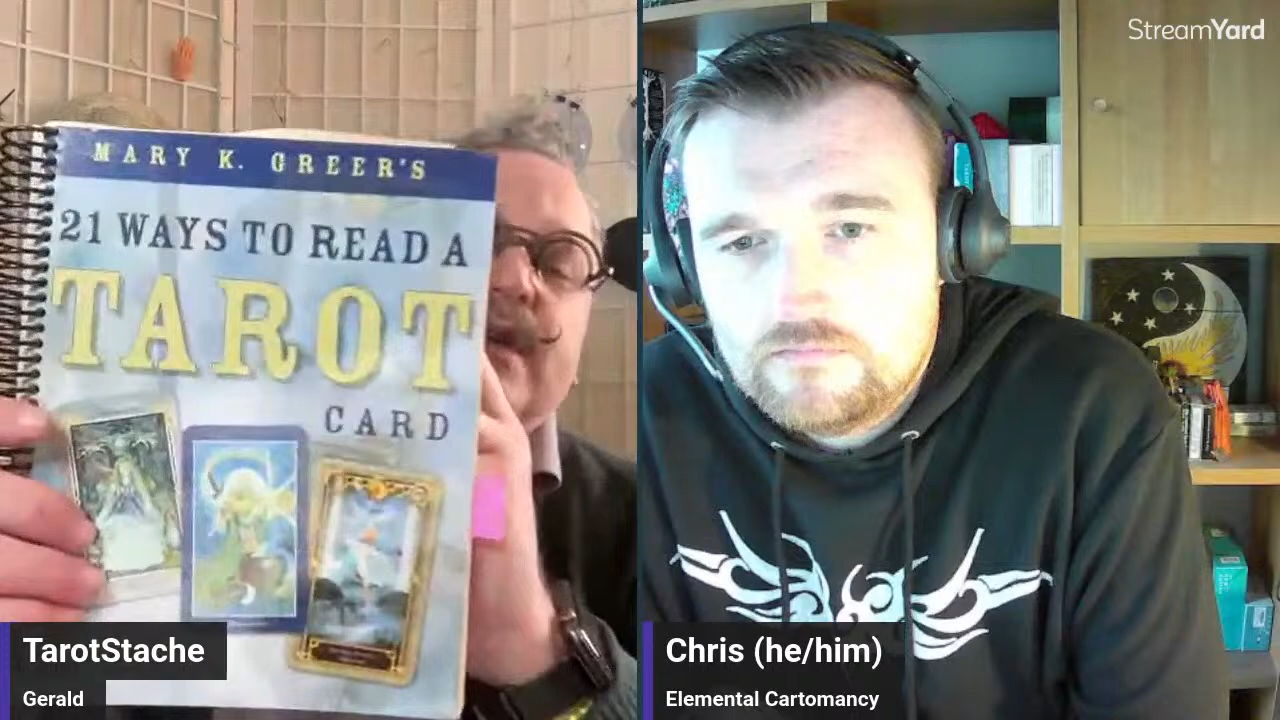 MARY K. GREER'S
21 WAYS TO READ A
TAROT
CARD
TarotStache
Gerald
StreamYard
Chris (he/him)
Elemental Cartomancy